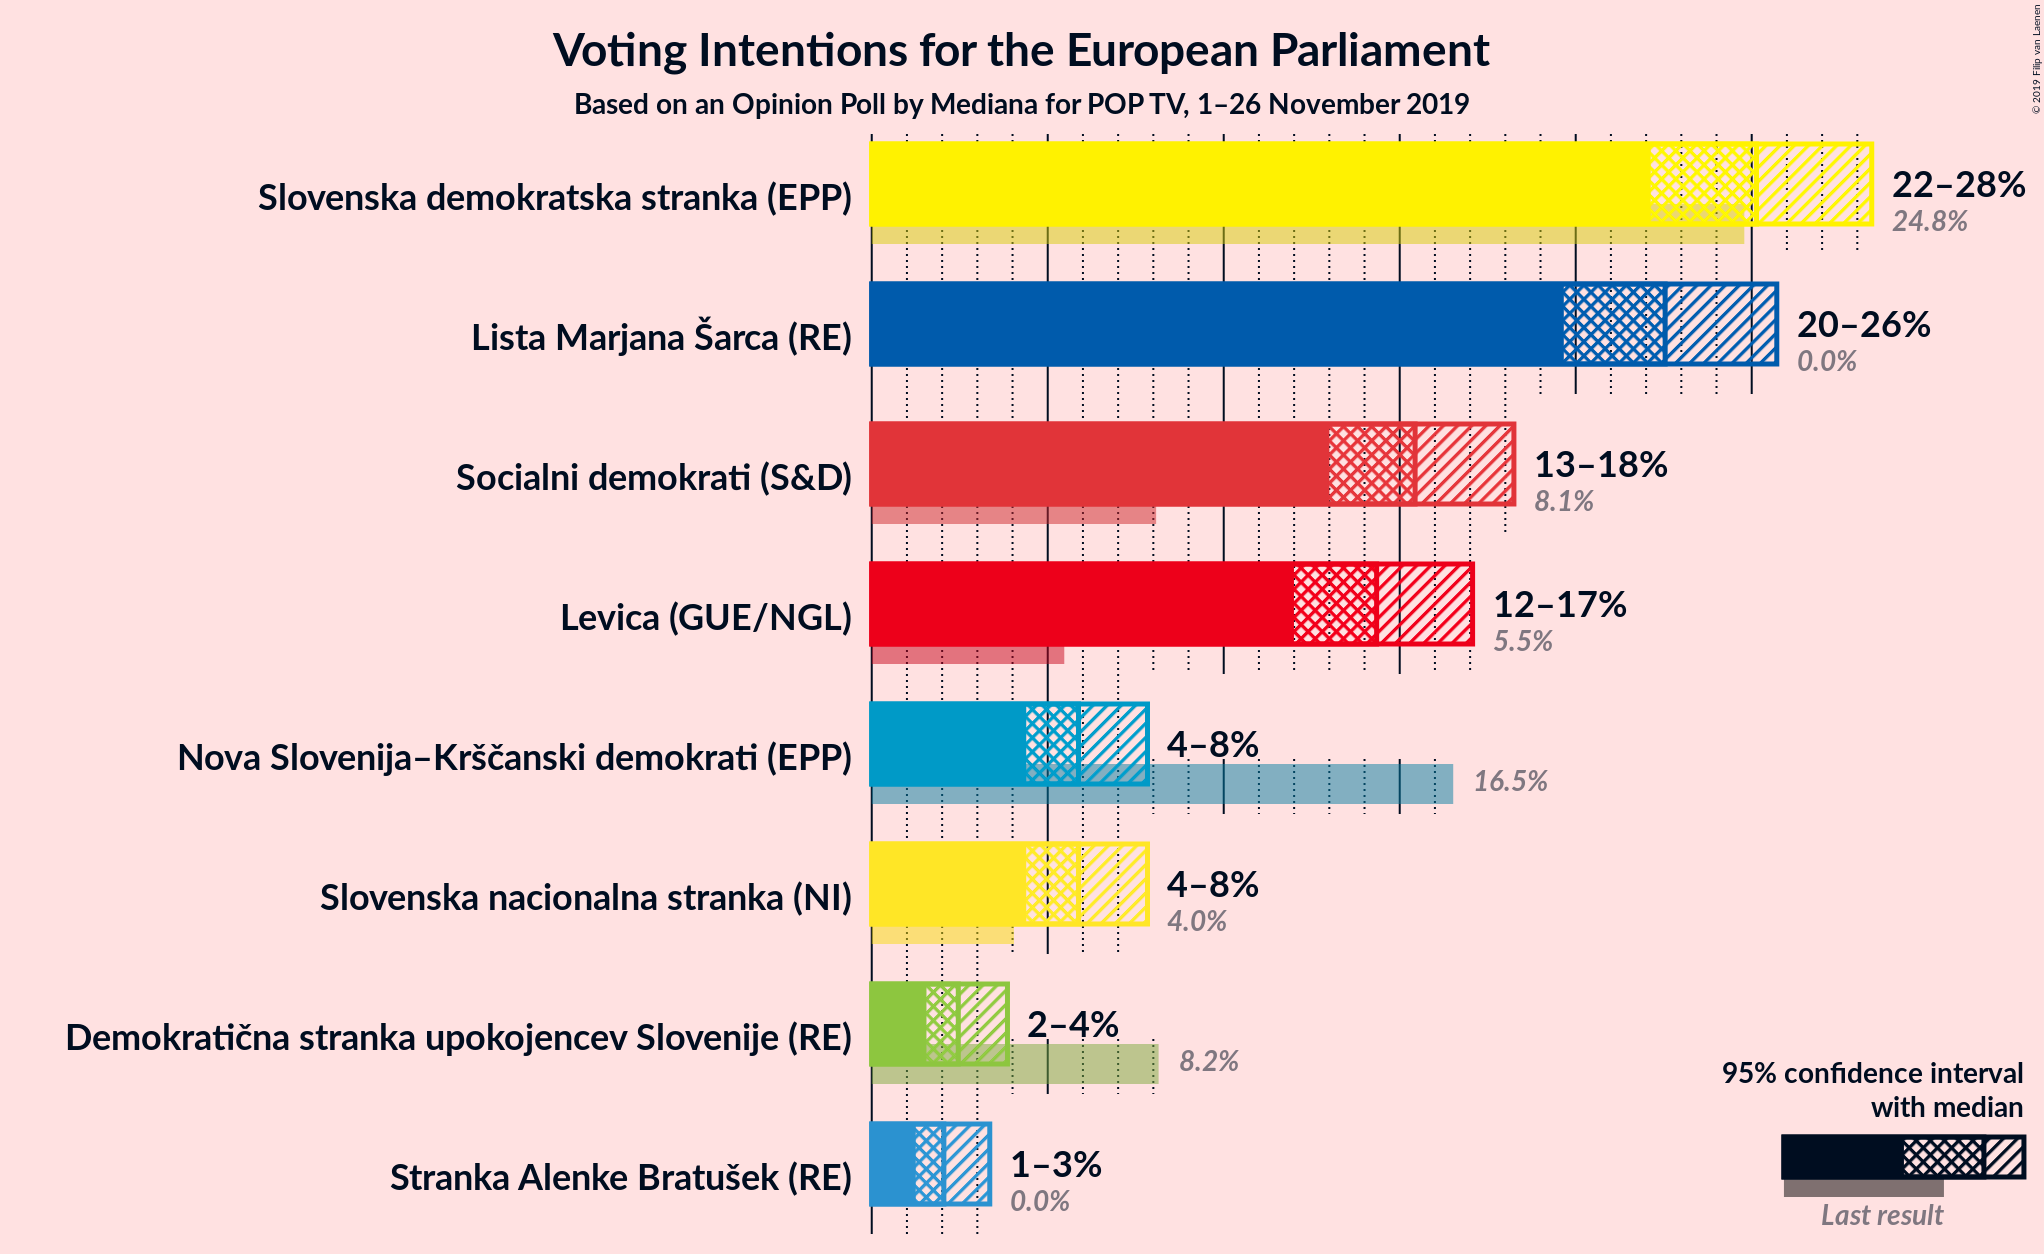 Voting Intentions for the European Parliament
Based on an Opinion Poll by Mediana for POP TV, 1–26 November 2019
© 2019 Filip van Laenen
Slovenska demokratska stranka (EPP)
22–28%
24.8%
Lista Marjana Šarca (RE)
20–26%
0.0%
Socialni demokrati (S&D)
13–18%
8.1%
Levica (GUE/NGL)
12–17%
5.5%
Nova Slovenija–Krščanski demokrati (EPP)
4–8%
16.5%
Slovenska nacionalna stranka (NI)
4–8%
4.0%
Demokratična stranka upokojencev Slovenije (RE)
2–4%
8.2%
Stranka Alenke Bratušek (RE)
1–3%
0.0%
95% confidence interval
with median
Last result